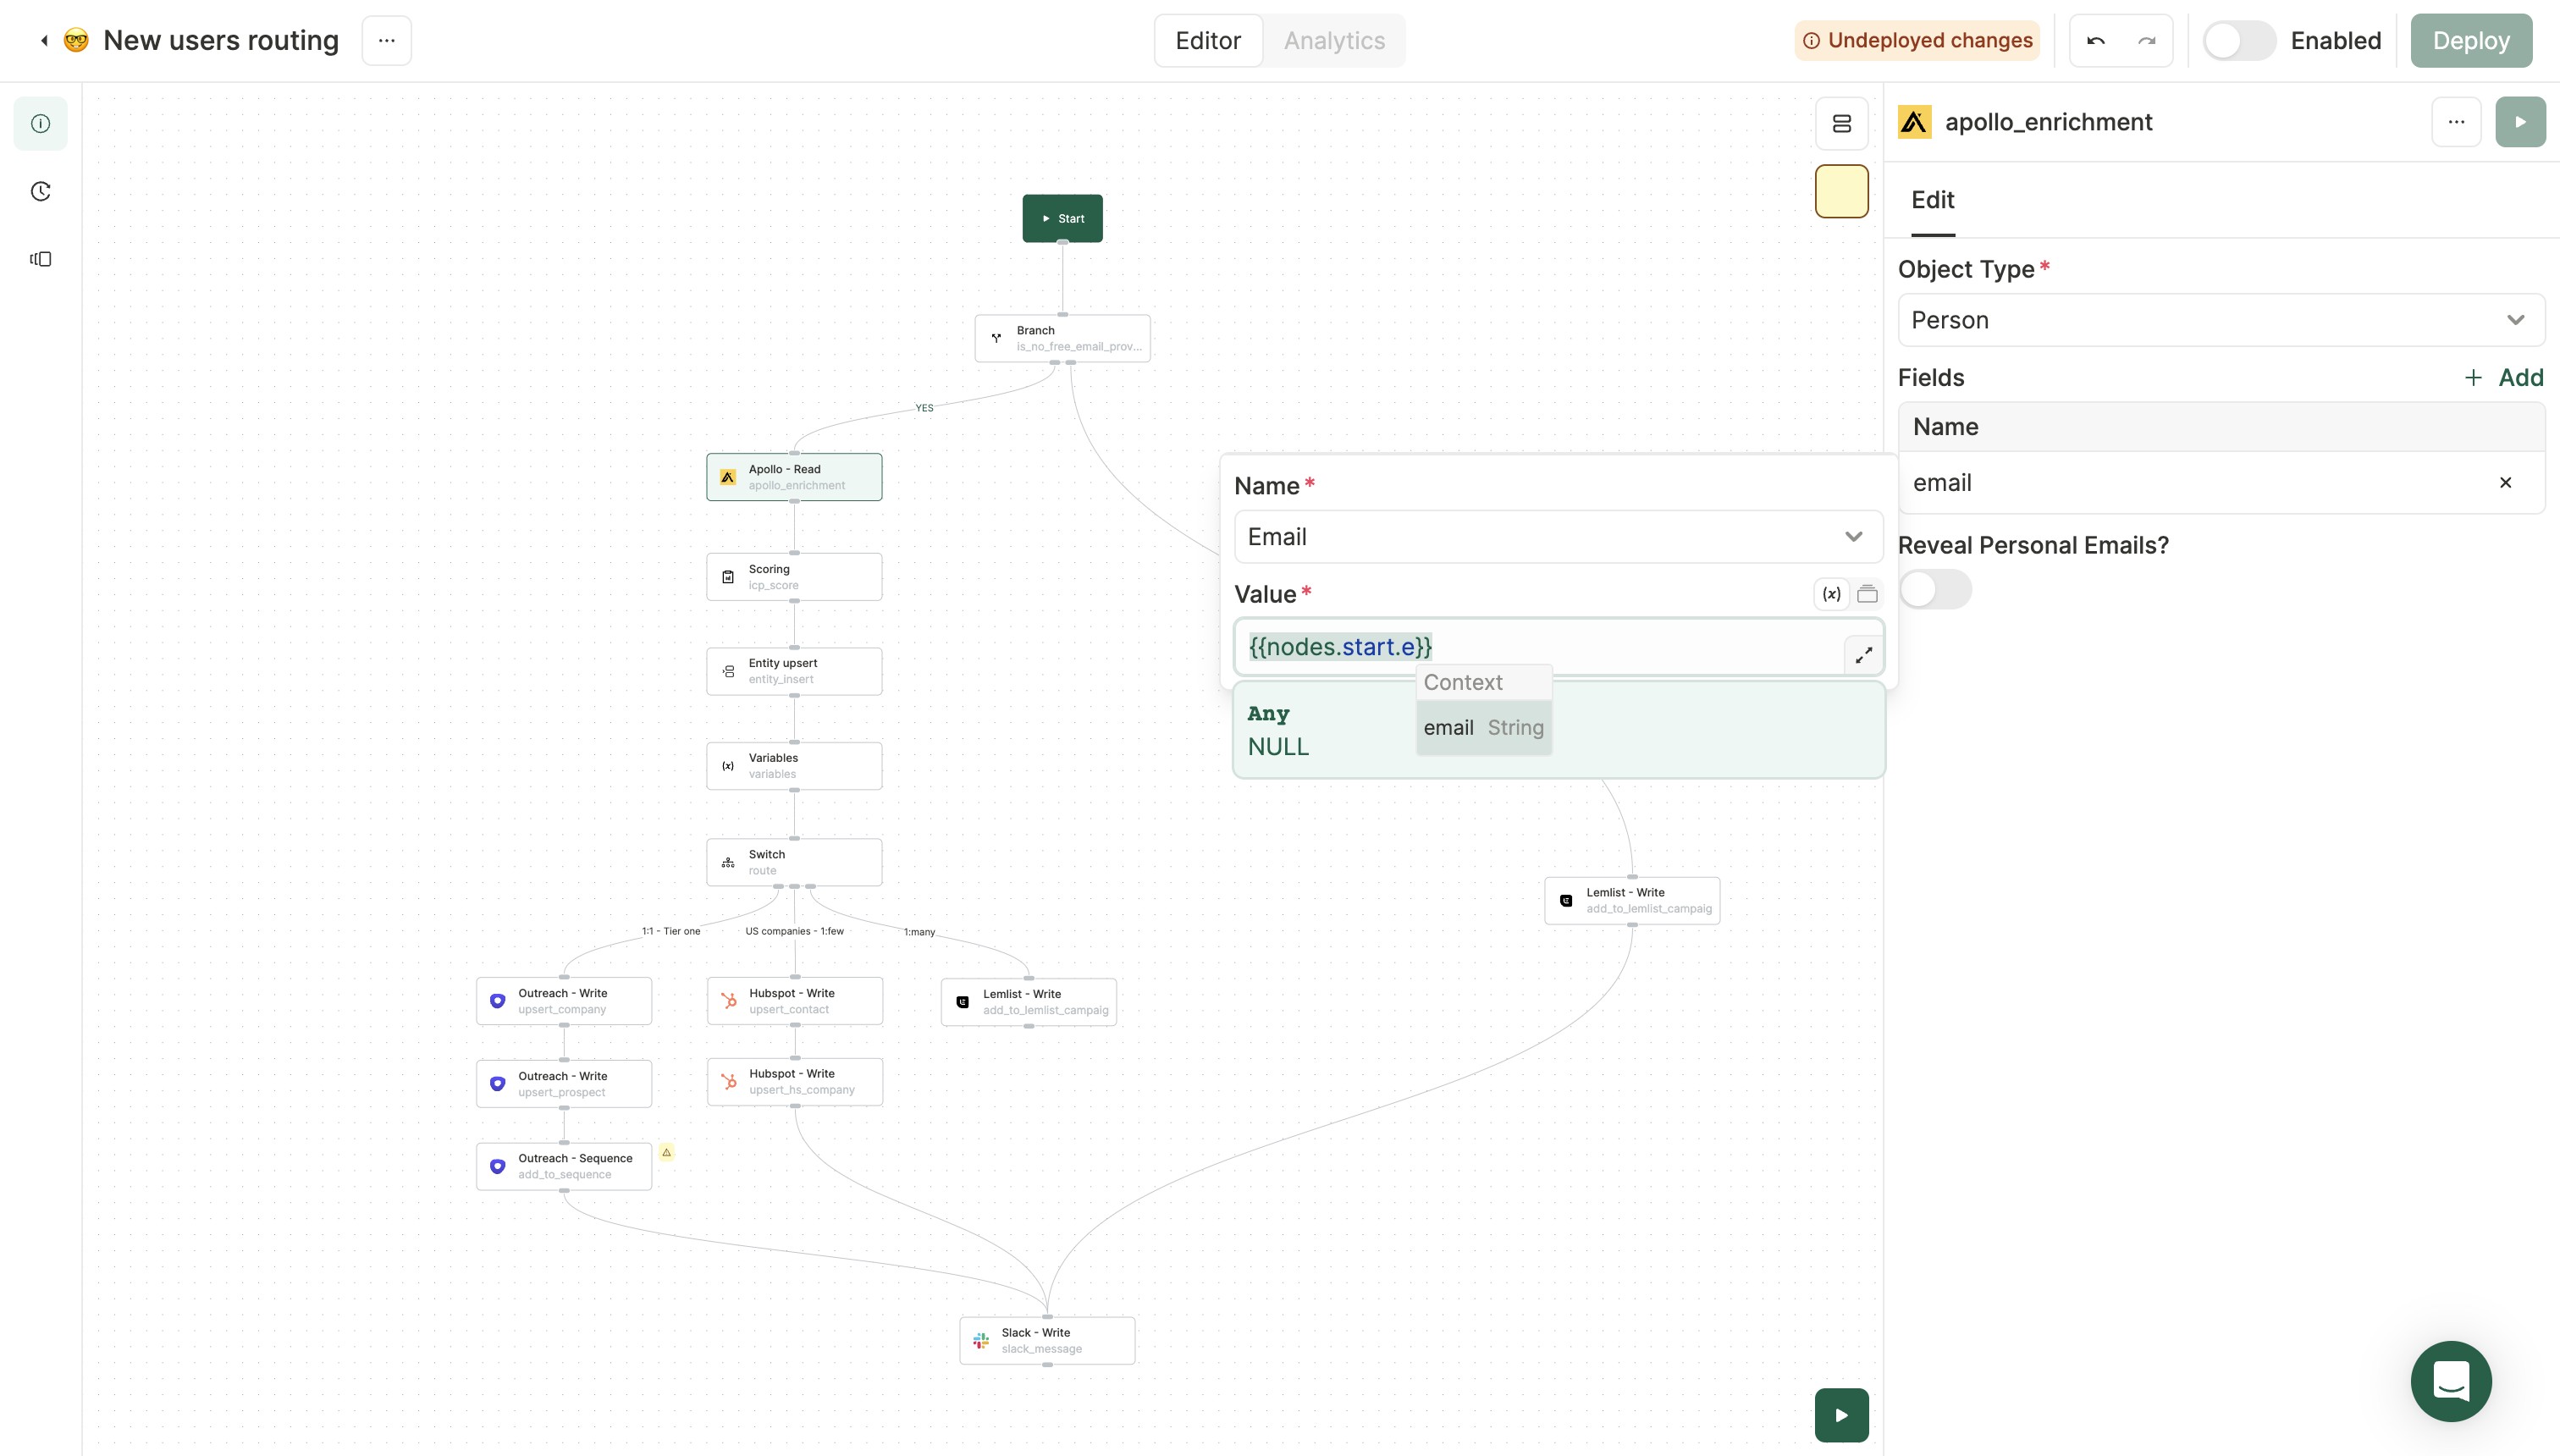 New users routing
Editor
Analytics
Undeployed changes
Enabled
Deploy
apollo_enrichment
Edit
Object Type*
Person
Fields
Add
Name
email
Reveal Personal Emails?
Start
Branch
is_no_free_email_prov...
YES
Apollo - Read
apollo_enrichment
Scoring
icp_score
Entity upsert
entity_insert
(x)
Variables
variables
Switch
route
1:1 - Tier one
US companies - 1:few
1:many
Outreach - Write
upsert_company
Hubspot - Write
upsert_contact
Lemlist - Write
add_to_lemlist_campaig
Outreach - Write
upsert_prospect
Hubspot - Write
upsert_hs_company
Outreach - Sequence
add_to_sequence
Lemlist - Write
add_to_lemlist_campaig
Slack - Write
slack_message
Name*
Email
Value*
(x)
{{nodes.start.e}}
Context
email String
Any
NULL